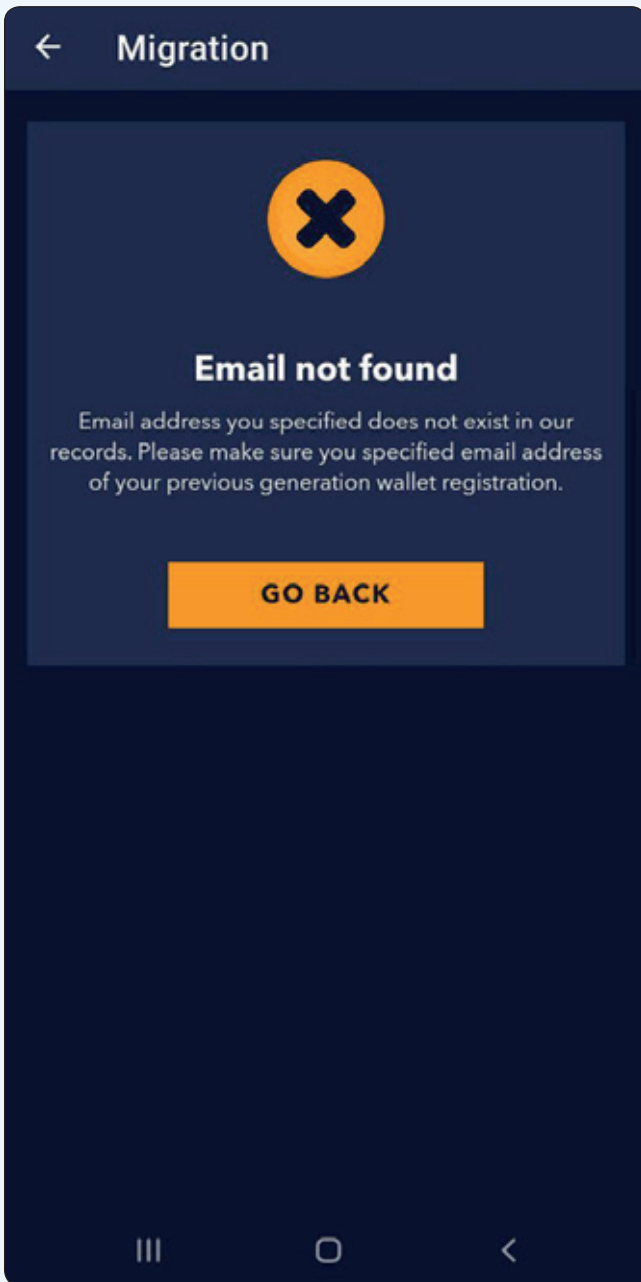 Migration
Email not found
Email address you specified does not exist in our
records. Please make sure you specified email address
of your previous generation wallet registration.
GO BACK